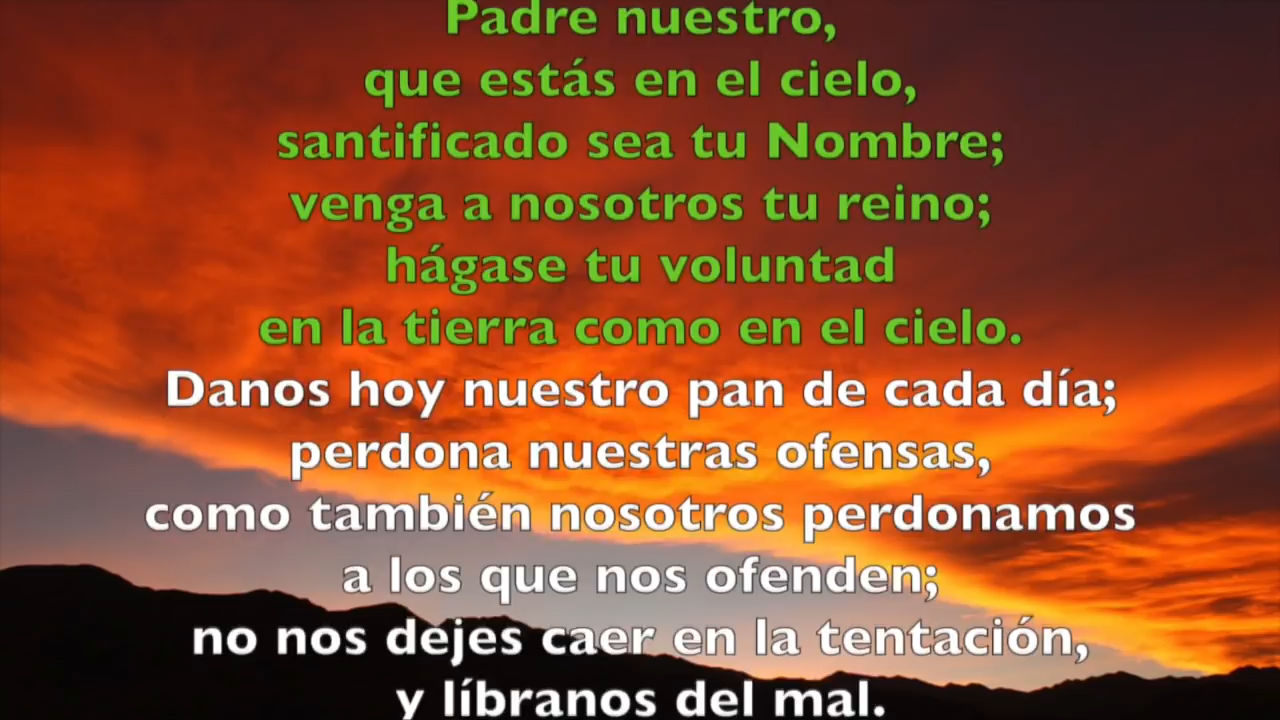 Padre nuestro,
que estás en el cielo,
santificado sea tu Nombre;
venga a nosotros tu reino;
hágase tu voluntad
en la tierra como en el cielo.
Danos hoy nuestro pan de cada día;
perdona nuestras ofensas,
como también nosotros perdonamos
a los que nos ofenden;
no nos dejes caer en la tentación,
y líbranos del mal.